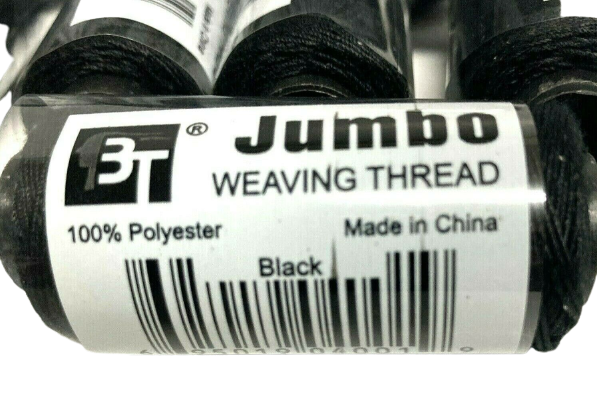 BT®
Jumbo
WEAVING THREAD
100% Polyester
Made in China
Black